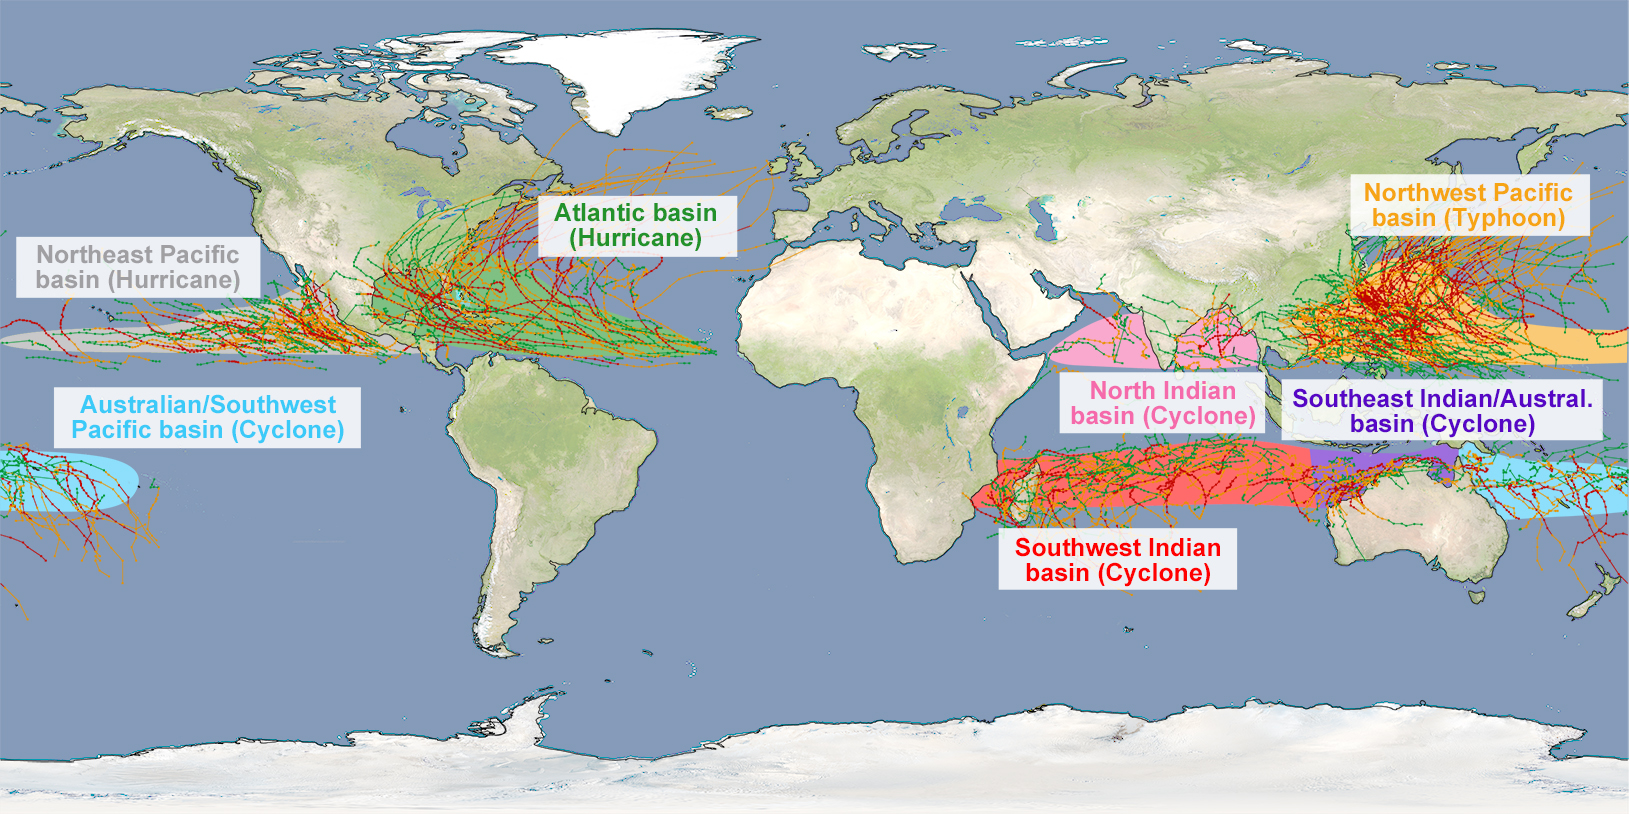 Northwest Pacific
basin (Typhoon)
Atlantic basin
(Hurricane)
Northeast Pacific
basin (Hurricane)
North Indian
basin (Cyclone)
Southeast Indian/Austral.
basin (Cyclone)
Australian/Southwest
Pacific basin (Cyclone)
Southwest Indian
basin (Cyclone)